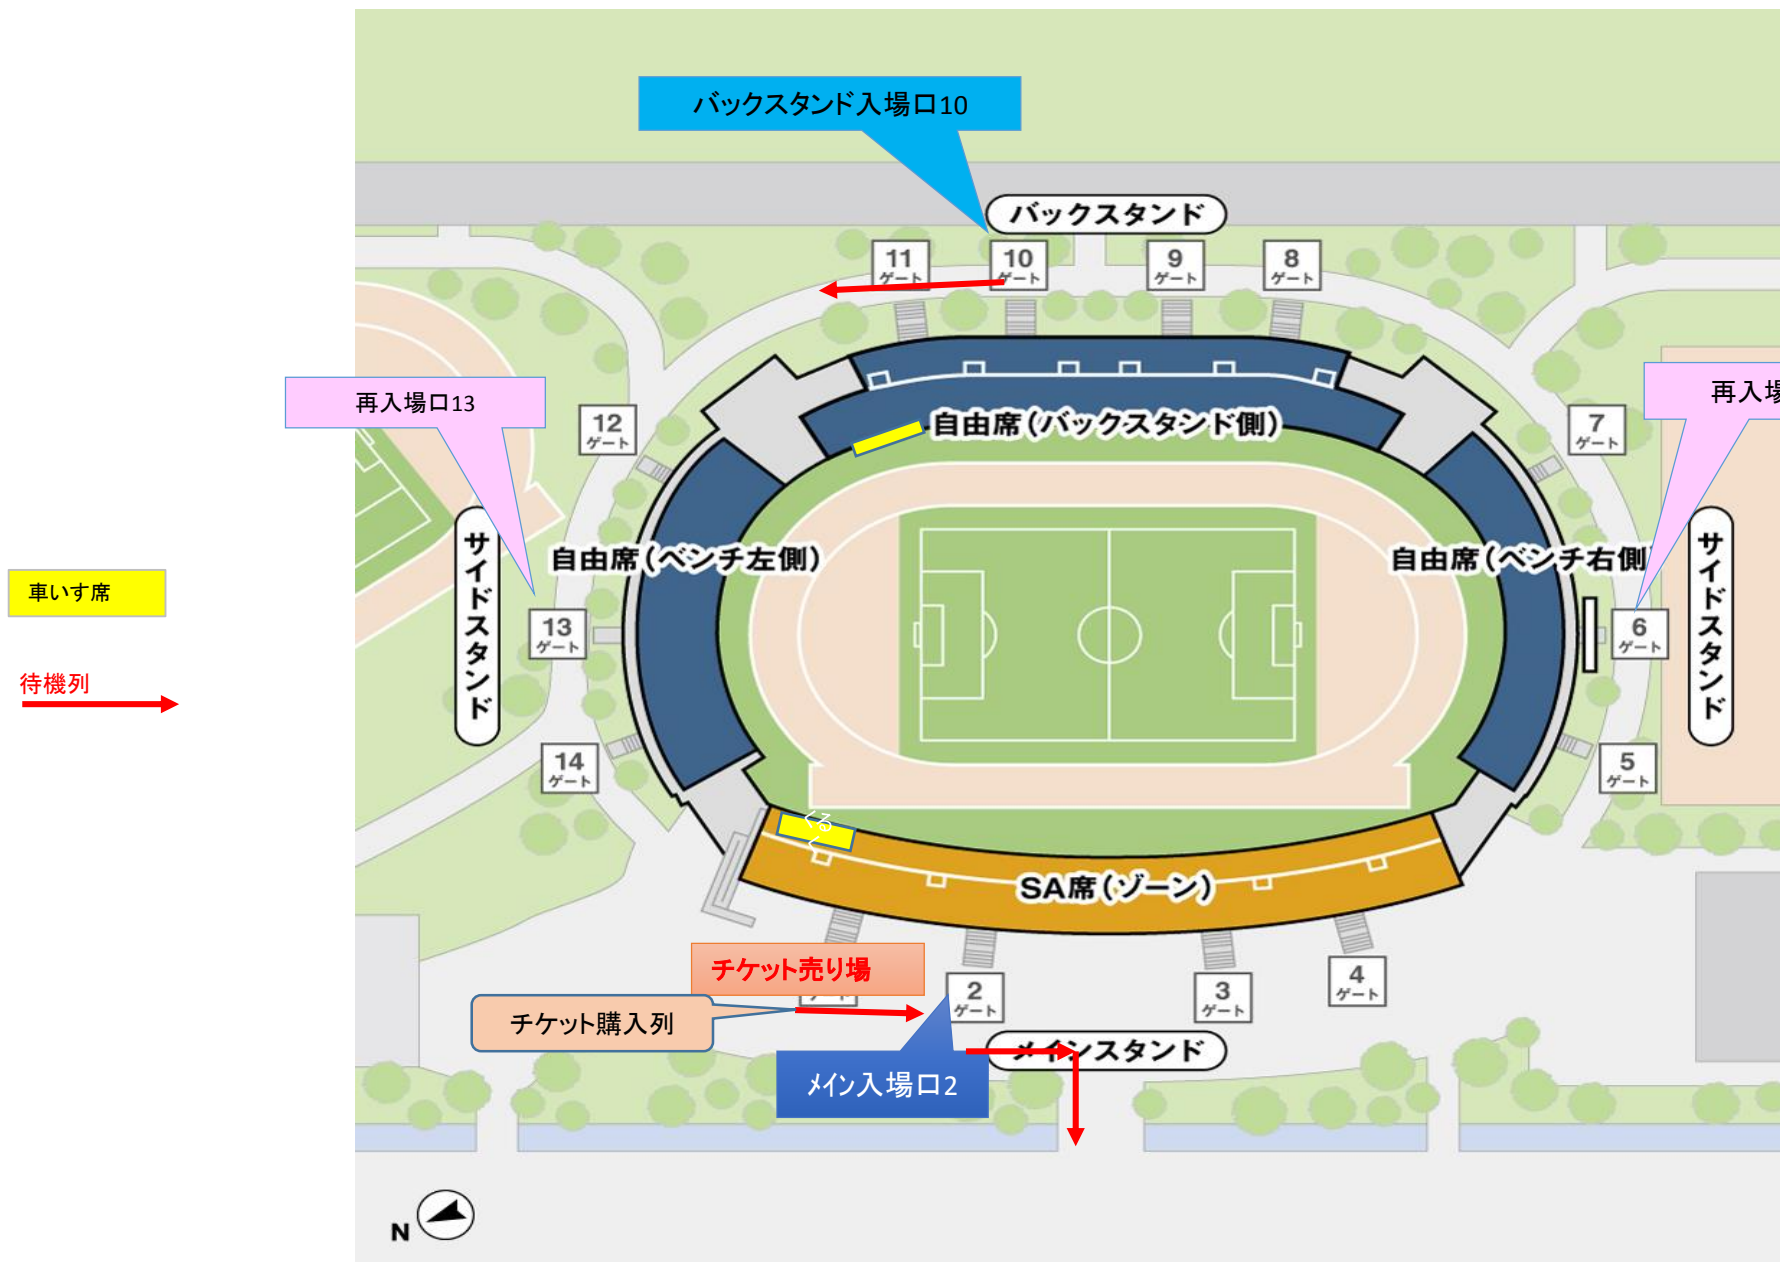 バックスタンド入場口10
バックスタンド
11
ゲート
10
ゲート
9
ゲート
8
ゲート
再入場口13
再入場
12
ゲート
7
ゲート
自由席(バックスタンド側)
サイドスタンド
自由席(ベンチ左側)
自由席(ベンチ右側
サイドスタンド
車いす席
13
ゲート
6
ゲート
待機列
14
ゲート
5
ゲート
SA席(ゾーン)
チケット売り場
ゲート
2
ゲート
3
ゲート
4
ゲート
チケット購入列
メインスタンド
メイン入場口2
N